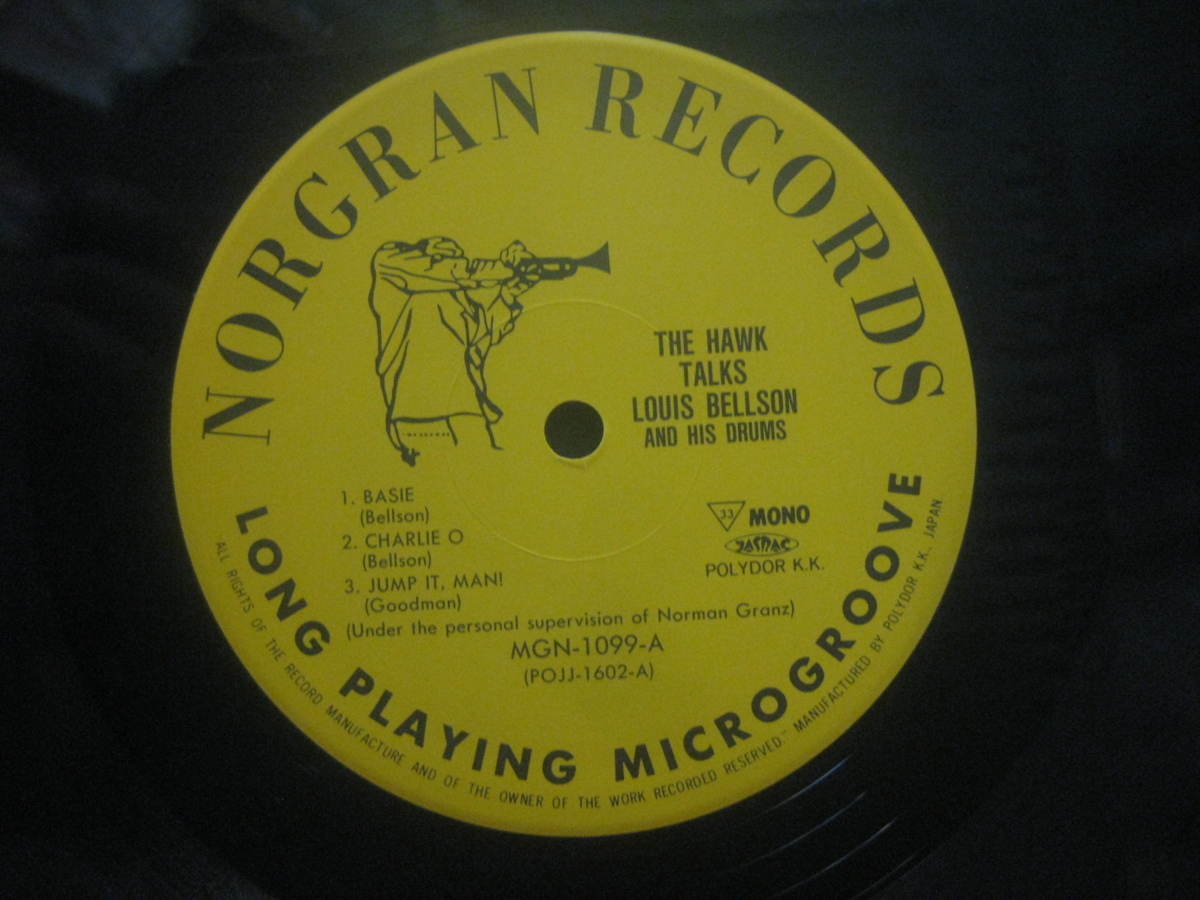 NORGRAN RECORDS
THE HAWK
TALKS
LOUIS BELLSON
AND HIS DRUMS
1. BASIE
(Bellson)
2. CHARLIE O
(Bellson)
3. JUMP IT, MAN!
(Goodman)
33 MONO
JASRAC
POLYDOR K.K.
(Under the personal supervision of Norman Granz)
MGN-1099-A
(POJJ-1602-A)
LONG PLAYING MICROGROOVE
ALL RIGHTS OF THE RECORD MANUFACTURE AND OF THE OWNER OF THE WORK RECORDED RESERVED." MANUFACTURED BY POLYDOR K.K. JAPAN